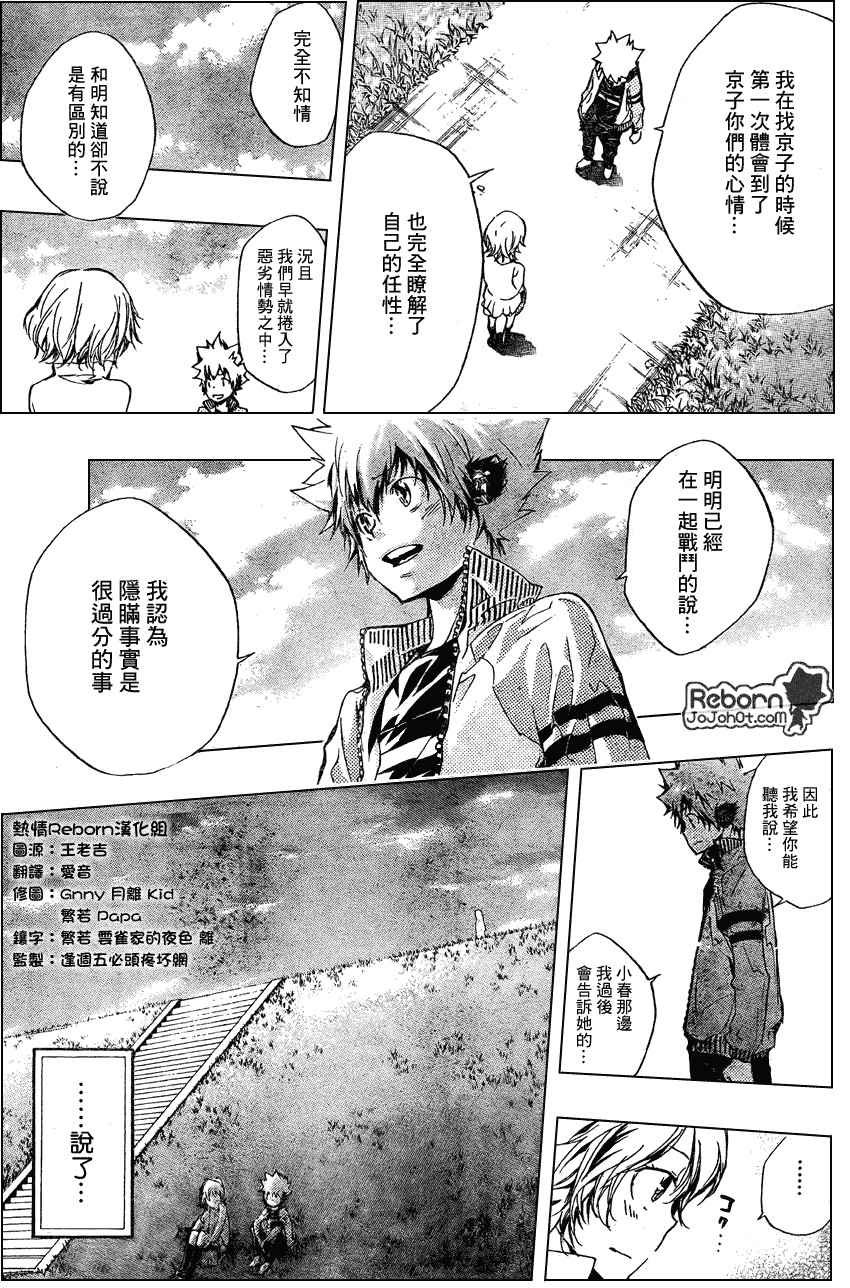 我在找京子的時候
第一次體會到了
京子你們的心情…
也完全瞭解了
自己的任性…
完全不知情
和明知道卻不說
是有區別的…
況且
我們早就捲入了
惡劣情勢之中…
明明已經
在一起戰鬥的說…
我認為
隱瞞事實是
很過分的事
Reborn
JoJoHot.com
因此
我希望你能
聽我說…
小春那邊
我過後
會告訴她的…
……
コクッ…
熱情Reborn漢化組
圖源：王老吉
翻譯：愛音
修圖：Gnny 月離 Kid
繁若 Papa
鑲字：繁若 雲雀家的夜色 離
監製：逢週五必頭疼坏網
……說了…